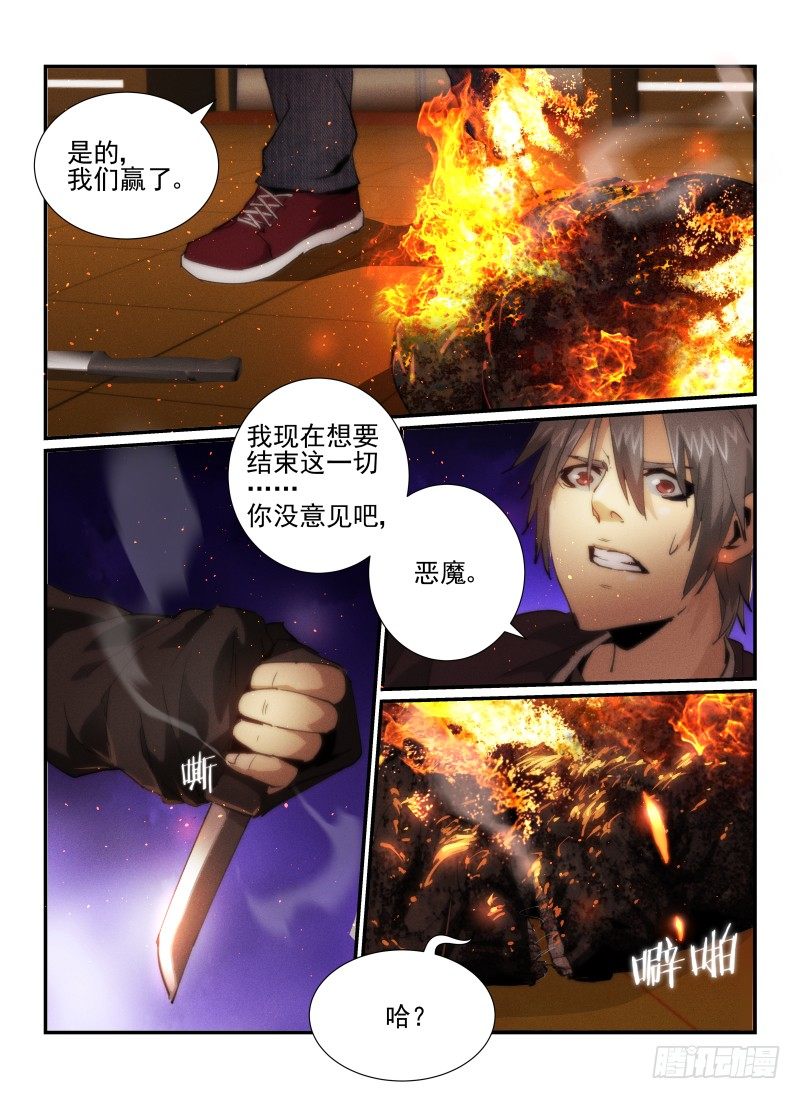 是的，
我们赢了。
我现在想要
结束这一切
……
你没意见吧，
恶魔。
嘶
噼啪
哈？
腾讯动漫